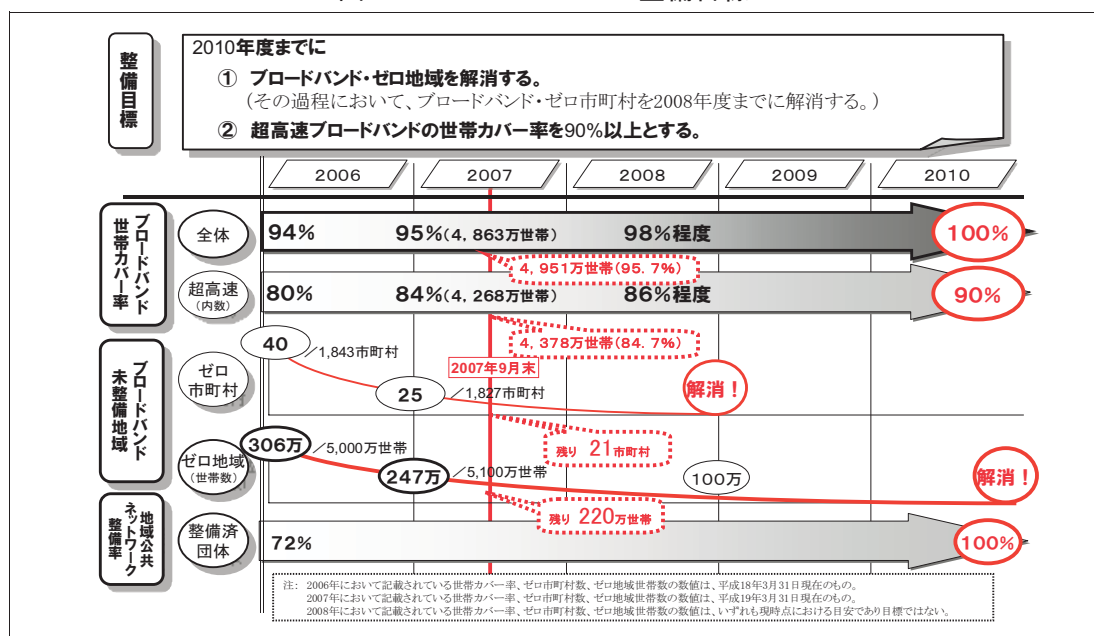 整備目標
2010年度までに
① ブロードバンド・ゼロ地域を解消する。
(その過程において、ブロードバンド・ゼロ市町村を2008年度までに解消する。)
② 超高速ブロードバンドの世帯カバー率を90%以上とする。
2006
2007
2008
2009
2010
ブロードバンド
世帯カバー率
全体
94%
95%(4,863万世帯)
98%程度
100%
4,951万世帯(95.7%)
超高速
(内数)
80%
84%(4,268万世帯)
86%程度
90%
4,378万世帯(84.7%)
ブロードバンド
未整備地域
ゼロ
市町村
40
/1,843市町村
2007年9月末
25
/1,827市町村
解消!
残り 21市町村
ゼロ地域
(世帯数)
306万
/5,000万世帯
247万
/5,100万世帯
100万
解消!
残り 220万世帯
地域公共
ネットワーク
整備率
整備済
団体
72%
100%
注: 2006年において記載されている世帯カバー率、ゼロ市町村数、ゼロ地域世帯数の数値は、平成18年3月31日現在のもの。
2007年において記載されている世帯カバー率、ゼロ市町村数、ゼロ地域世帯数の数値は、平成19年3月31日現在のもの。
2008年において記載されている世帯カバー率、ゼロ市町村数、ゼロ地域世帯数の数値は、いずれも現時点における目安であり目標ではない。